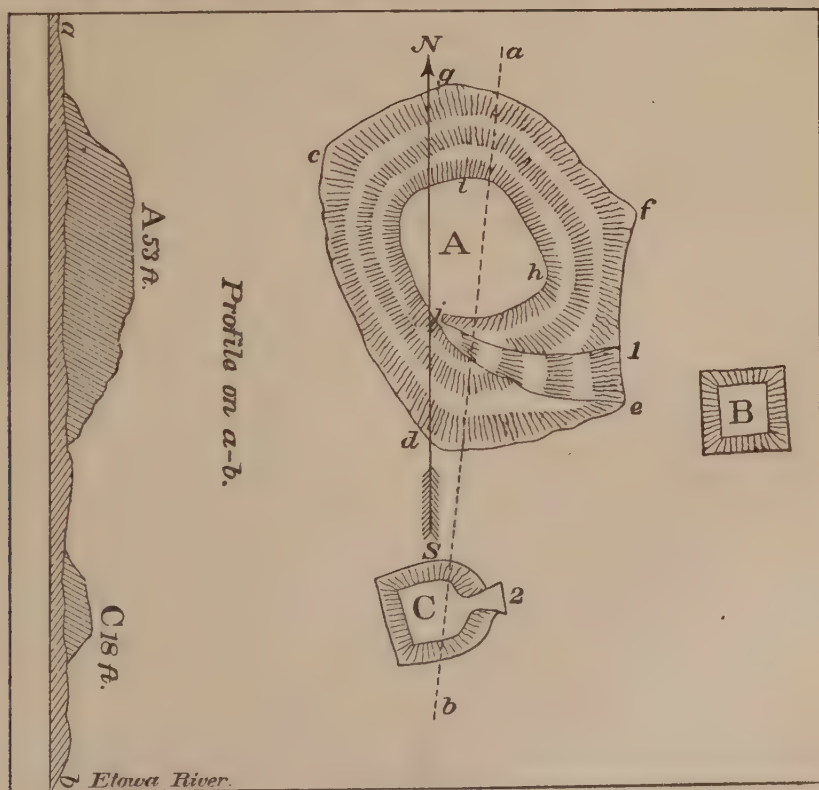 a
A 53 ft.
Profile on a-b.
C 18 ft.
b
Etowa River.
N
g
a
c
i
f
A
h
j
1
e
d
B
S
C
2
b